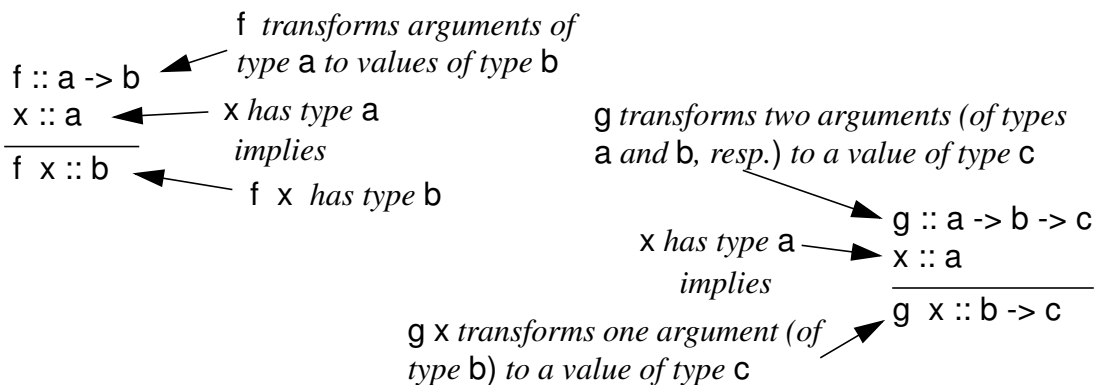 f transforms arguments of
type a to values of type b
f :: a -> b
x :: a
x has type a
implies
f x :: b
f x has type b
g transforms two arguments (of types
a and b, resp.) to a value of type c
g :: a -> b -> c
x has type a
x :: a
implies
g x :: b -> c
g x transforms one argument (of
type b) to a value of type c